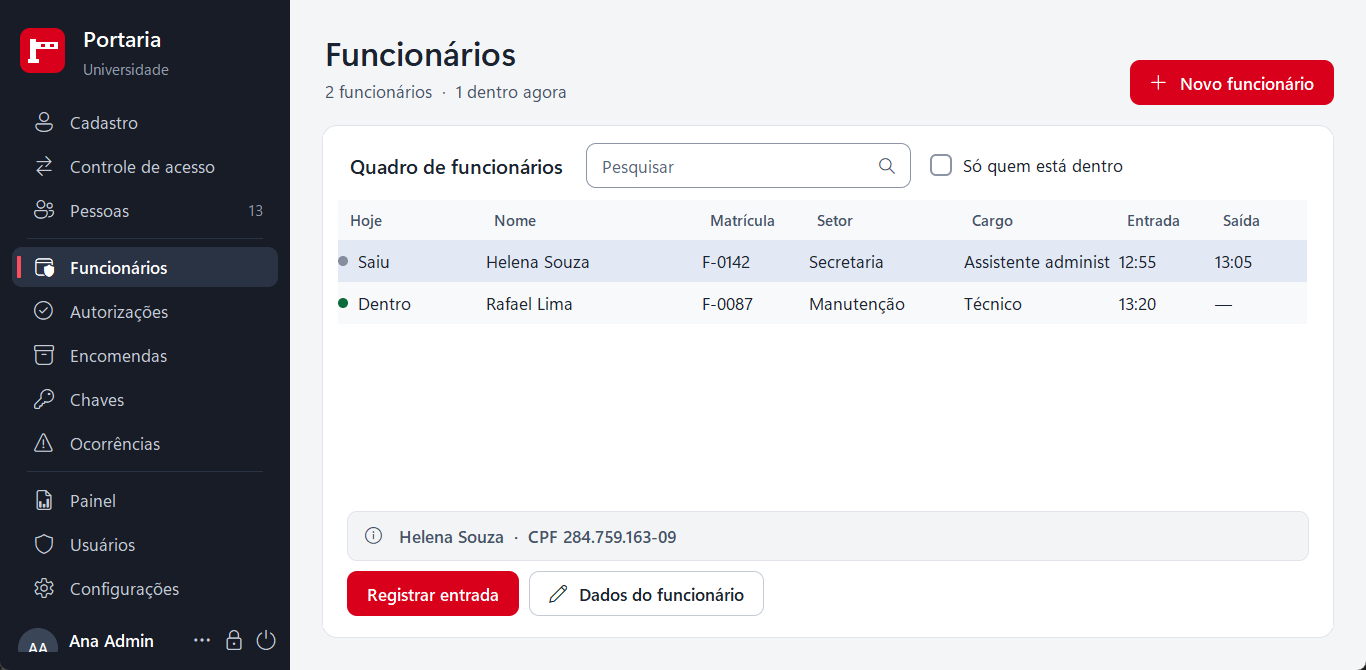 Portaria
Universidade
Cadastro
Controle de acesso
Pessoas 13
Funcionários
Autorizações
Encomendas
Chaves
Ocorrências
Painel
Usuários
Configurações
AA Ana Admin
Funcionários
2 funcionários · 1 dentro agora
Novo funcionário
Quadro de funcionários Pesquisar Só quem está dentro
Hoje Nome Matrícula Setor Cargo Entrada Saída
Saiu Helena Souza F-0142 Secretaria Assistente administ 12:55 13:05
Dentro Rafael Lima F-0087 Manutenção Técnico 13:20 —
Helena Souza · CPF 284.759.163-09
Registrar entrada Dados do funcionário